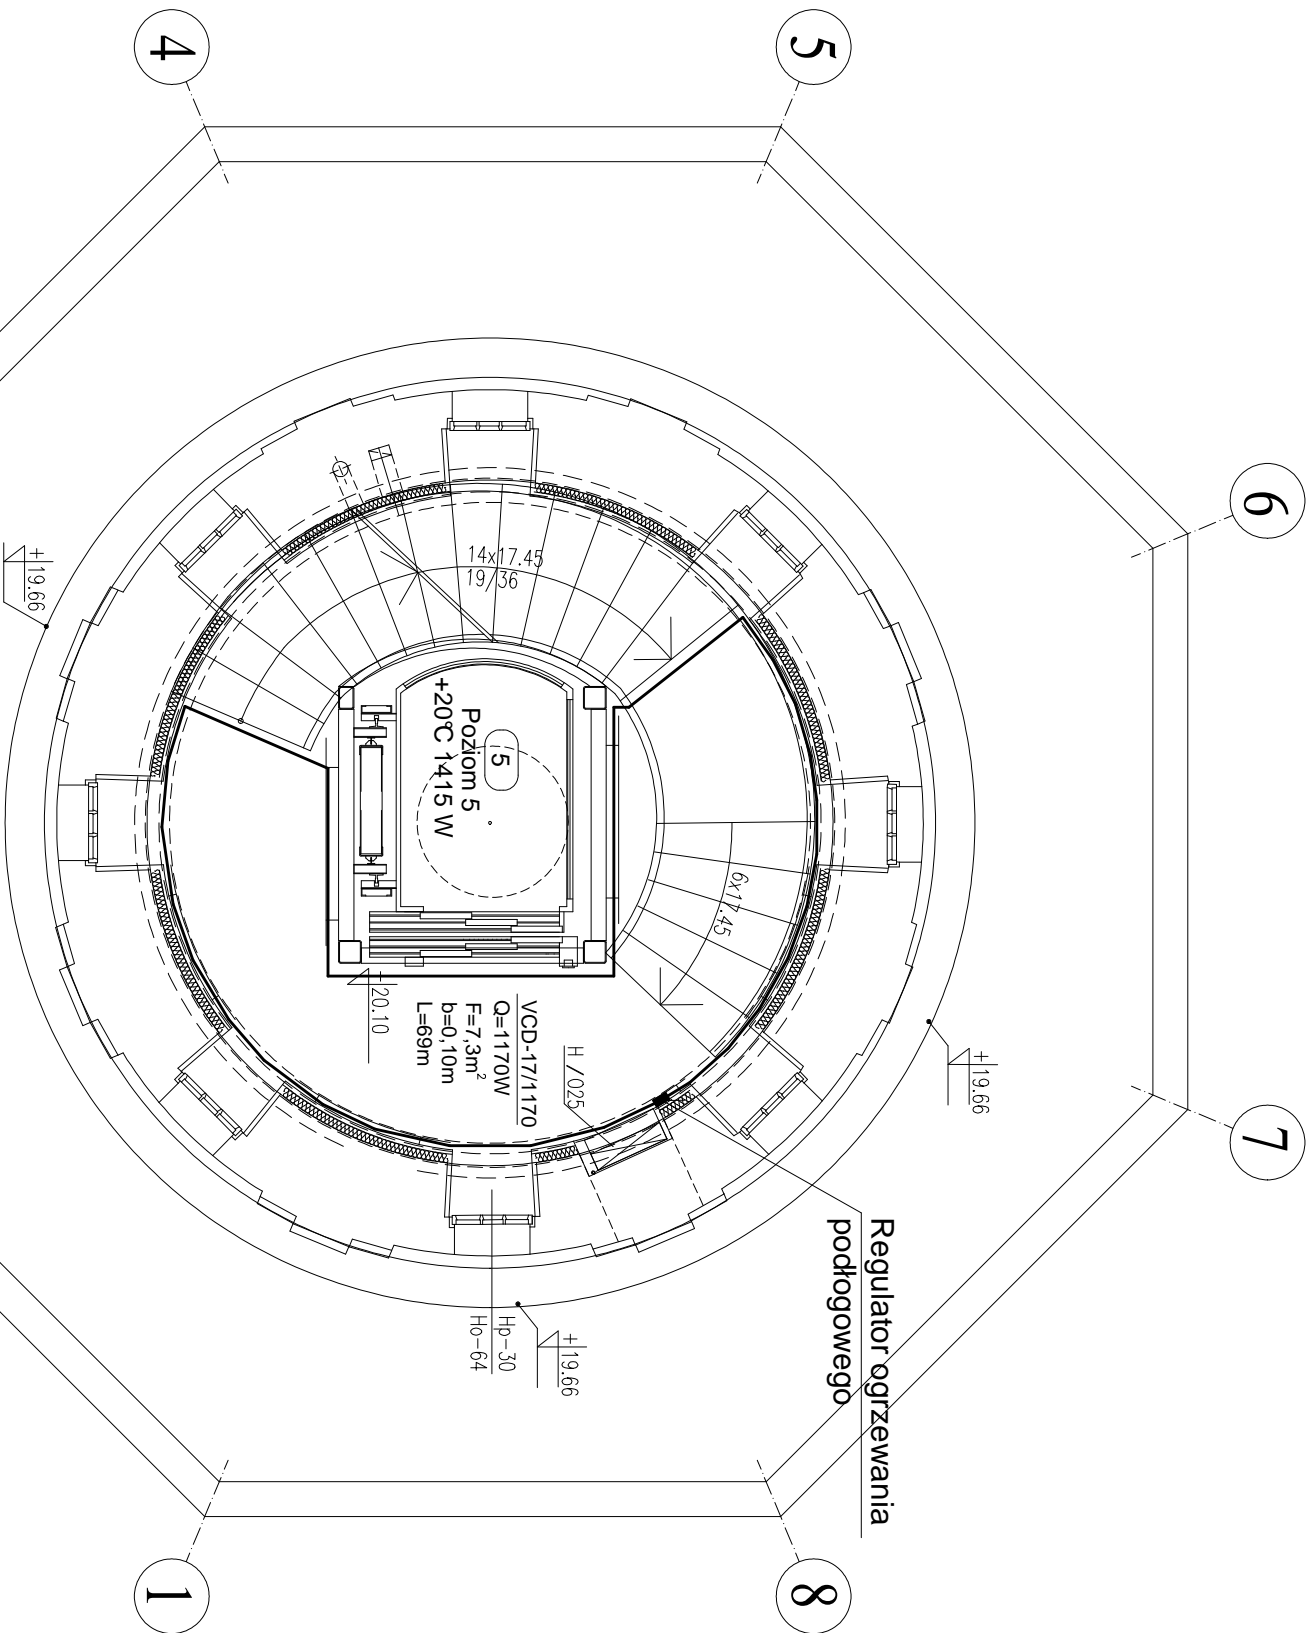 4
5
6
7
8
1
+19.66
+19.66
+19.66
14x17.45
19/36
6x17.45
5
Poziom 5
+20°C 1415 W
+20.10
VCD-17/1170
Q=1170W
F=7,3m²
b=0,10m
L=69m
H /025
Hp-30
Ho-64
Regulator ogrzewania
podłogowego